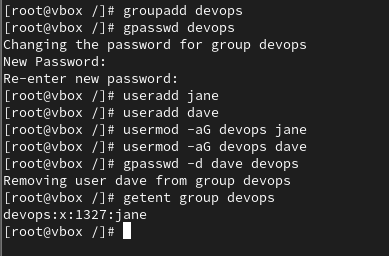 [root@vbox /]# groupadd devops
[root@vbox /]# gpasswd devops
Changing the password for group devops
New Password:
Re-enter new password:
[root@vbox /]# useradd jane
[root@vbox /]# useradd dave
[root@vbox /]# usermod -aG devops jane
[root@vbox /]# usermod -aG devops dave
[root@vbox /]# gpasswd -d dave devops
Removing user dave from group devops
[root@vbox /]# getent group devops
devops:x:1327:jane
[root@vbox /]#